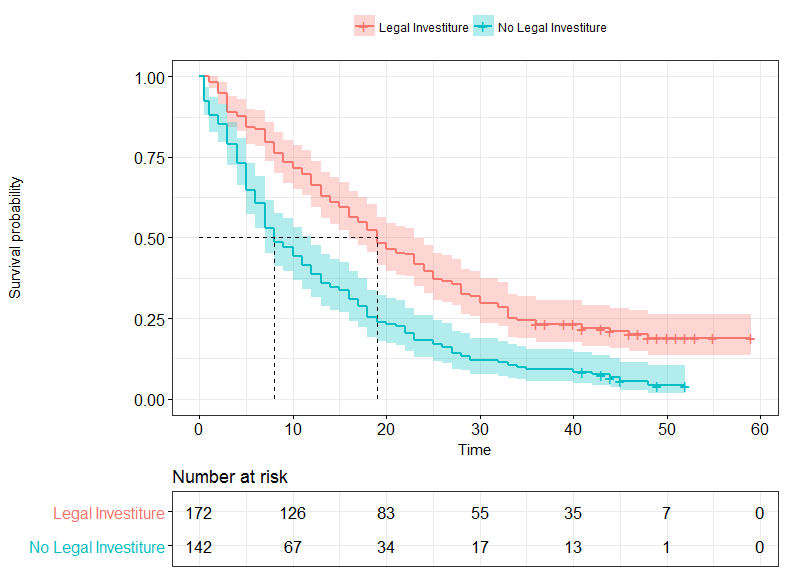 Legal Investiture No Legal Investiture
1.00
0.75
0.50
0.25
0.00
Survival probability
0 10 20 30 40 50 60
Time
Number at risk
Legal Investiture 172 126 83 55 35 7 0
No Legal Investiture 142 67 34 17 13 1 0